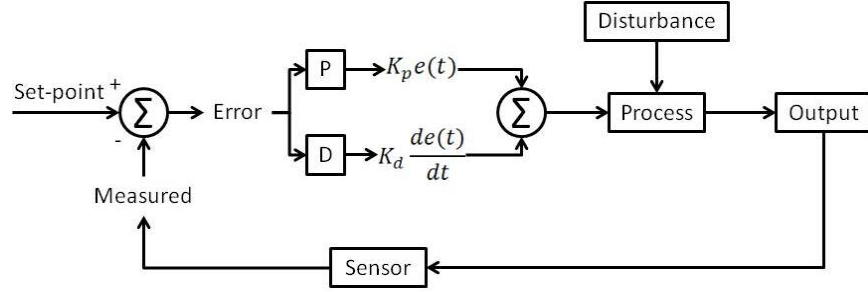 Disturbance
Set-point +
Σ
-
Error
P
K_p e(t)
D
K_d de(t)/dt
Σ
Process
Output
Measured
Sensor